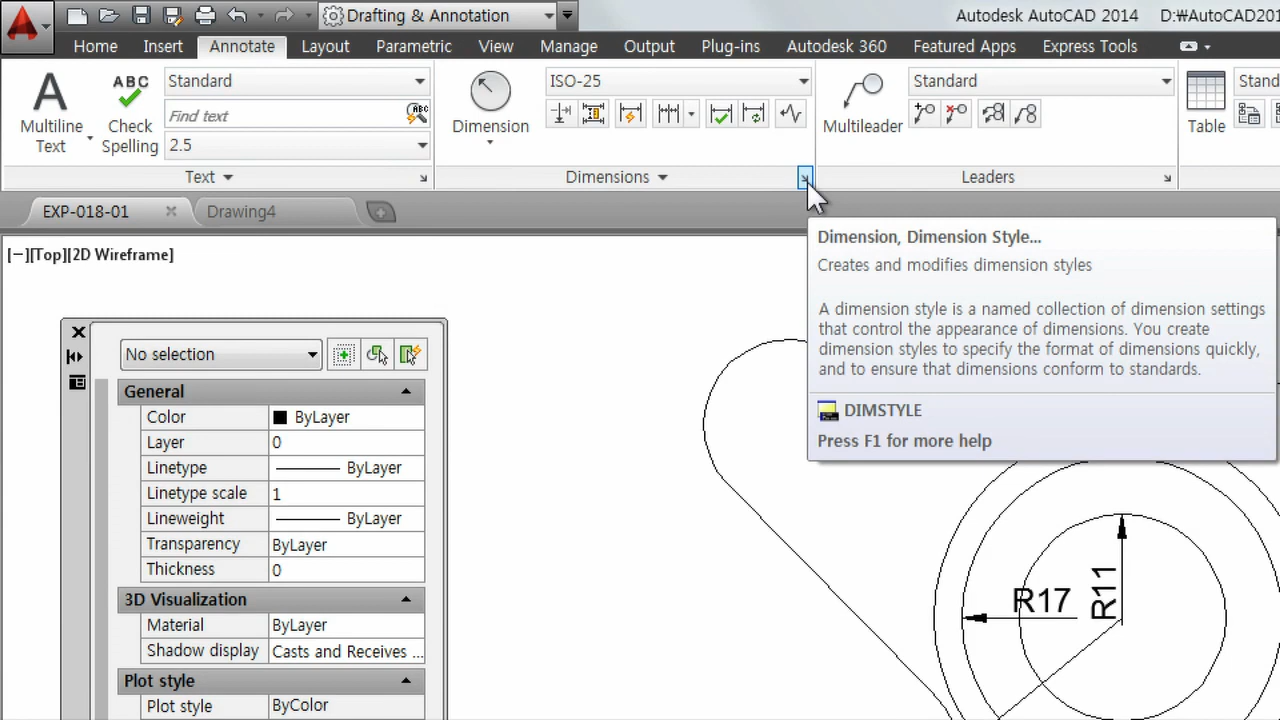 Drafting & Annotation
Autodesk AutoCAD 2014 D:\AutoCAD201
Home Insert Annotate Layout Parametric View Manage Output Plug-ins Autodesk 360 Featured Apps Express Tools
A
Multiline
Text
ABC
Check
Spelling
Standard
Find text
ABC
2.5
Text
Dimension
ISO-25
Dimensions
Multileader
Standard
Leaders
Table
Stand
EXP-018-01
Drawing4
[−][Top][2D Wireframe]
Dimension, Dimension Style...
Creates and modifies dimension styles
A dimension style is a named collection of dimension settings
that control the appearance of dimensions. You create
dimension styles to specify the format of dimensions quickly,
and to ensure that dimensions conform to standards.
DIMSTYLE
Press F1 for more help
No selection
General
Color ByLayer
Layer 0
Linetype ByLayer
Linetype scale 1
Lineweight ByLayer
Transparency ByLayer
Thickness 0
3D Visualization
Material ByLayer
Shadow display Casts and Receives ...
Plot style
Plot style ByColor
R17
R11